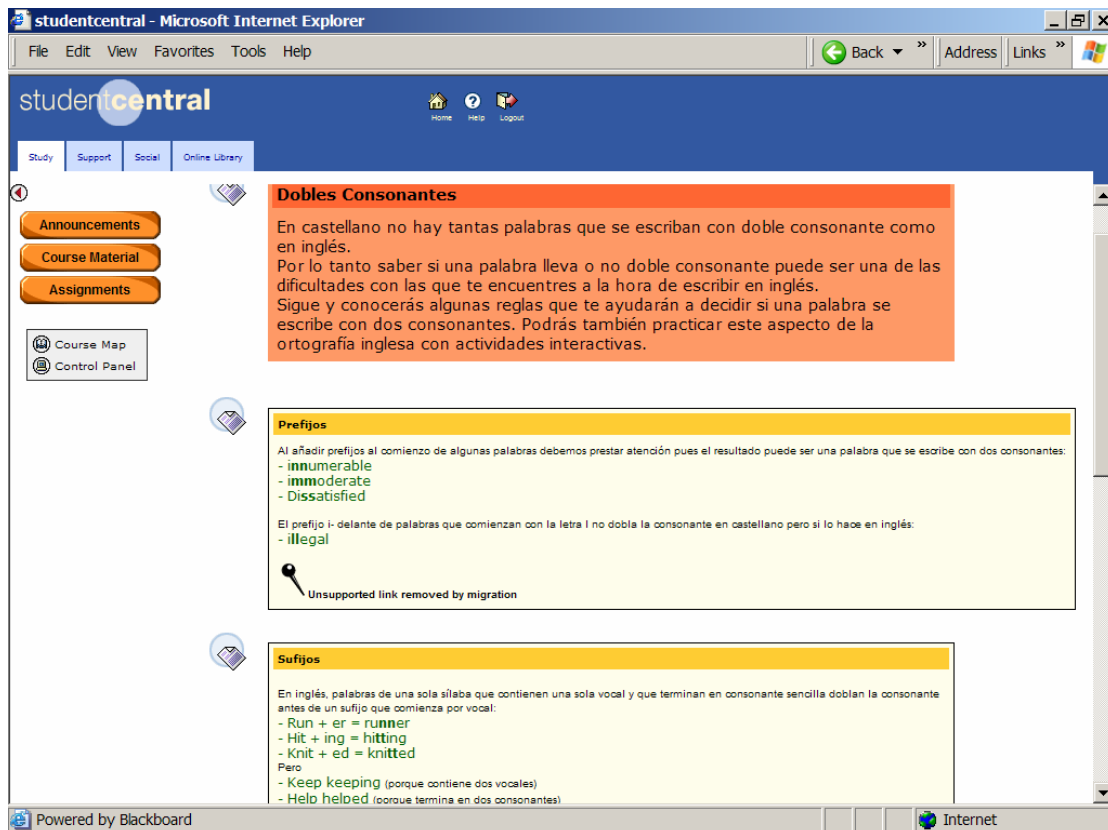 studentcentral - Microsoft Internet Explorer
File Edit View Favorites Tools Help
Back » Address Links »
studentcentral
Home Help Logout
Study Support Social Online Library
Announcements
Course Material
Assignments
Course Map
Control Panel
Dobles Consonantes
En castellano no hay tantas palabras que se escriban con doble consonante como
en inglés.
Por lo tanto saber si una palabra lleva o no doble consonante puede ser una de las
dificultades con las que te encuentres a la hora de escribir en inglés.
Sigue y conocerás algunas reglas que te ayudarán a decidir si una palabra se
escribe con dos consonantes. Podrás también practicar este aspecto de la
ortografía inglesa con actividades interactivas.
Prefijos
Al añadir prefijos al comienzo de algunas palabras debemos prestar atención pues el resultado puede ser una palabra que se escribe con dos consonantes:
- innumerable
- immoderate
- Dissatisfied
El prefijo i- delante de palabras que comienzan con la letra l no dobla la consonante en castellano pero si lo hace en inglés:
- illegal
Unsupported link removed by migration
Sufijos
En inglés, palabras de una sola sílaba que contienen una sola vocal y que terminan en consonante sencilla doblan la consonante
antes de un sufijo que comienza por vocal:
- Run + er = runner
- Hit + ing = hitting
- Knit + ed = knitted
Pero
- Keep keeping (porque contiene dos vocales)
- Help helped (porque termina en dos consonantes)
Powered by Blackboard
Internet